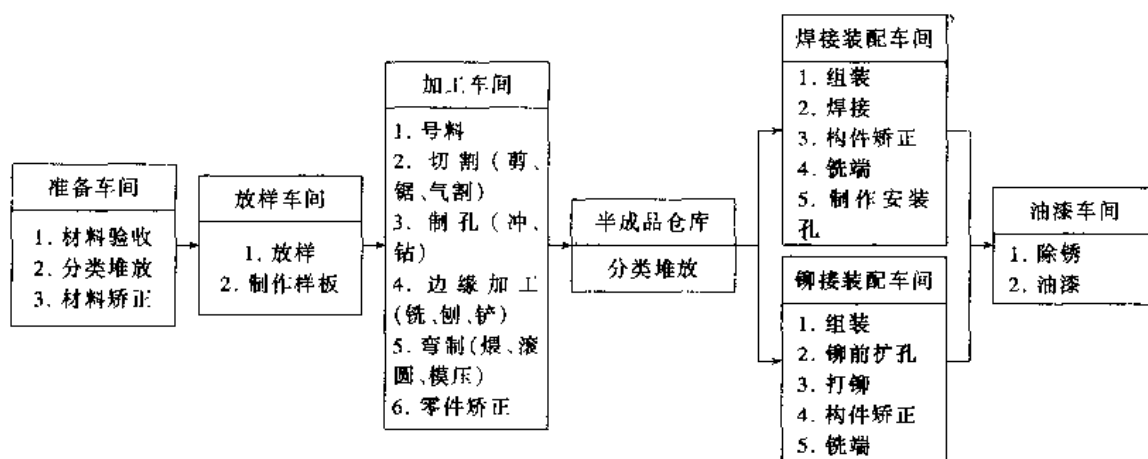 准备车间
1. 材料验收
2. 分类堆放
3. 材料矫正
放样车间
1. 放样
2. 制作样板
加工车间
1. 号料
2. 切割(剪、
锯、气割)
3. 制孔(冲、
钻)
4. 边缘加工
(铣、刨、铲)
5. 弯制(煨、滚
圆、模压)
6. 零件矫正
半成品仓库
分类堆放
焊接装配车间
1. 组装
2. 焊接
3. 构件矫正
4. 铣端
5. 制作安装
孔
铆接装配车间
1. 组装
2. 铆前扩孔
3. 打铆
4. 构件矫正
5. 铣端
油漆车间
1. 除锈
2. 油漆